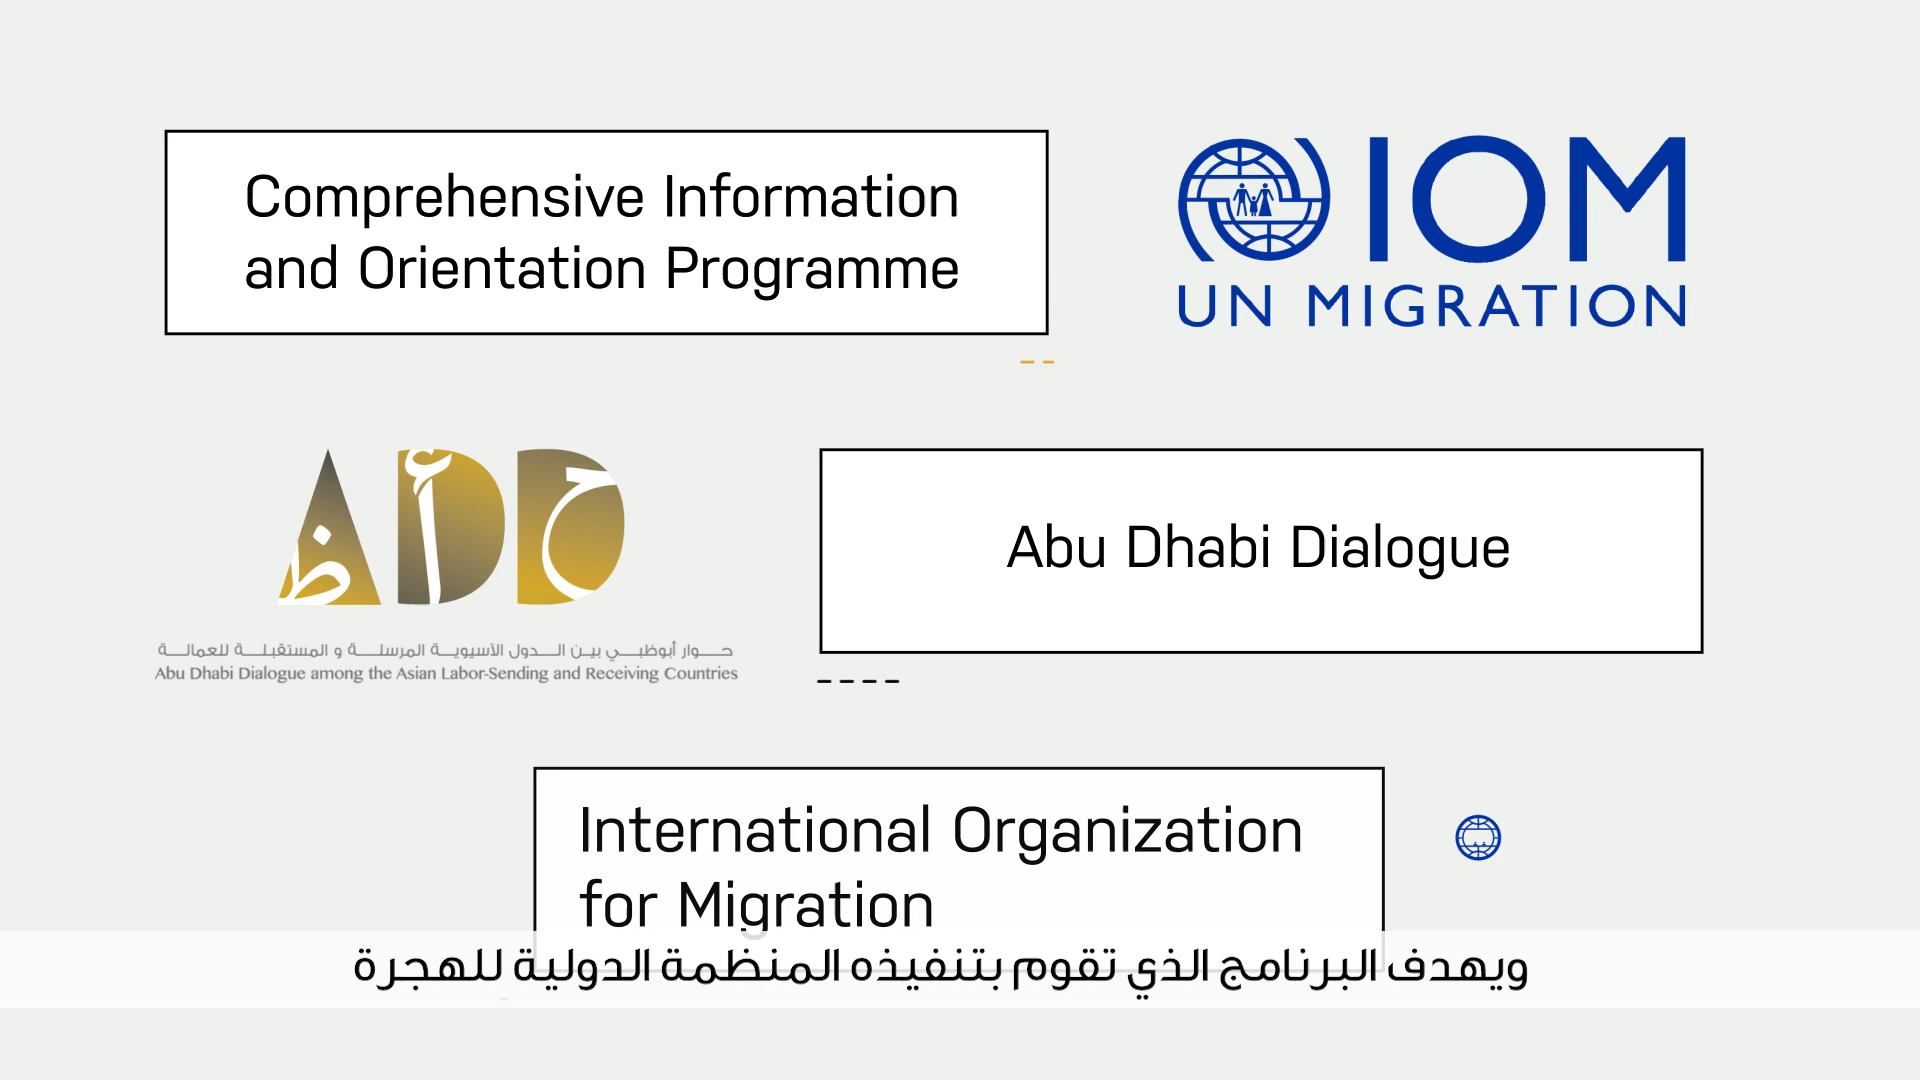 Comprehensive Information
and Orientation Programme
IOM
UN MIGRATION
ADD
ظ أ ح
حوار أبوظبي بين الدول الآسيوية المرسلة و المستقبلة للعمالة
Abu Dhabi Dialogue among the Asian Labor-Sending and Receiving Countries
Abu Dhabi Dialogue
International Organization
for Migration
ويهدف البرنامج الذي تقوم بتنفيذه المنظمة الدولية للهجرة